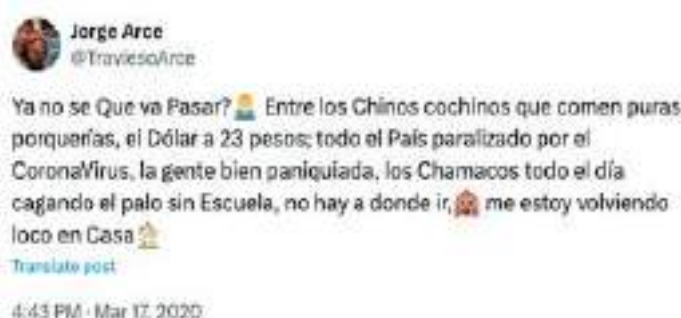 Jorge Arce
@TraviesoArce
Ya no se Que va Pasar?🤷‍♂️ Entre los Chinos cochinos que comen puras
porquerías, el Dólar a 23 pesos; todo el País paralizado por el
CoronaVirus, la gente bien paniquiada, los Chamacos todo el día
cagando el palo sin Escuela, no hay a donde ir,🙈 me estoy volviendo
loco en Casa🏠
Translate post
4:43 PM · Mar 17, 2020